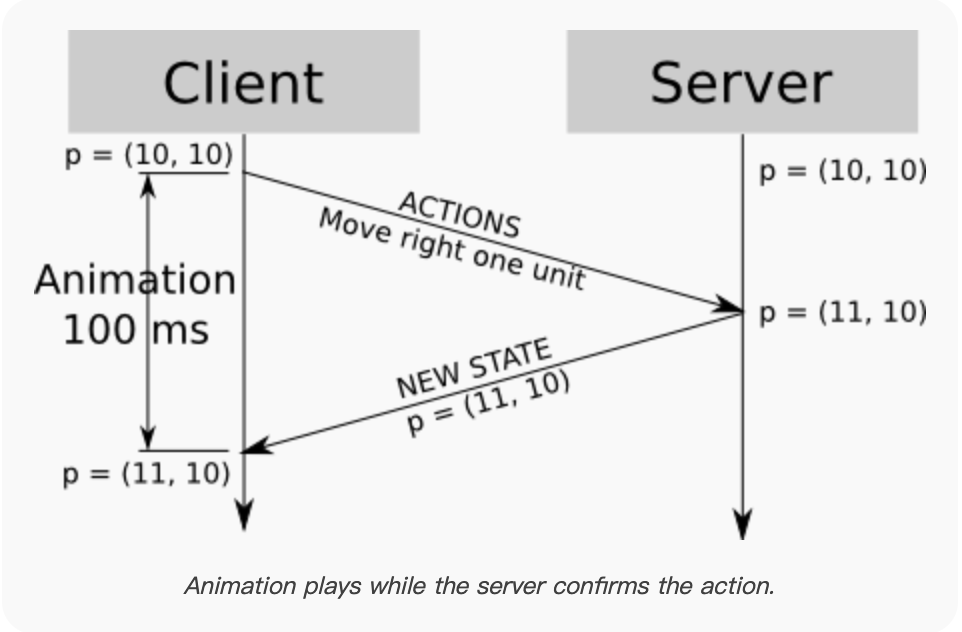 Client
Server
p = (10, 10)
p = (10, 10)
ACTIONS
Move right one unit
Animation
100 ms
p = (11, 10)
NEW STATE
p = (11, 10)
p = (11, 10)
Animation plays while the server confirms the action.